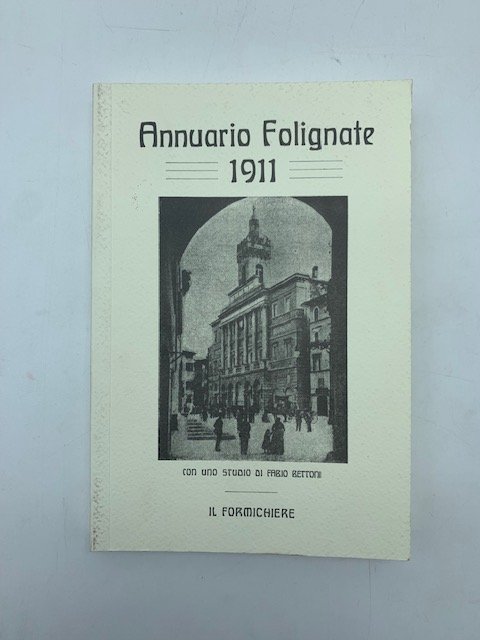 Annuario Folignate
1911
CON UNO STUDIO DI FABIO BETTONI
IL FORMICHIERE